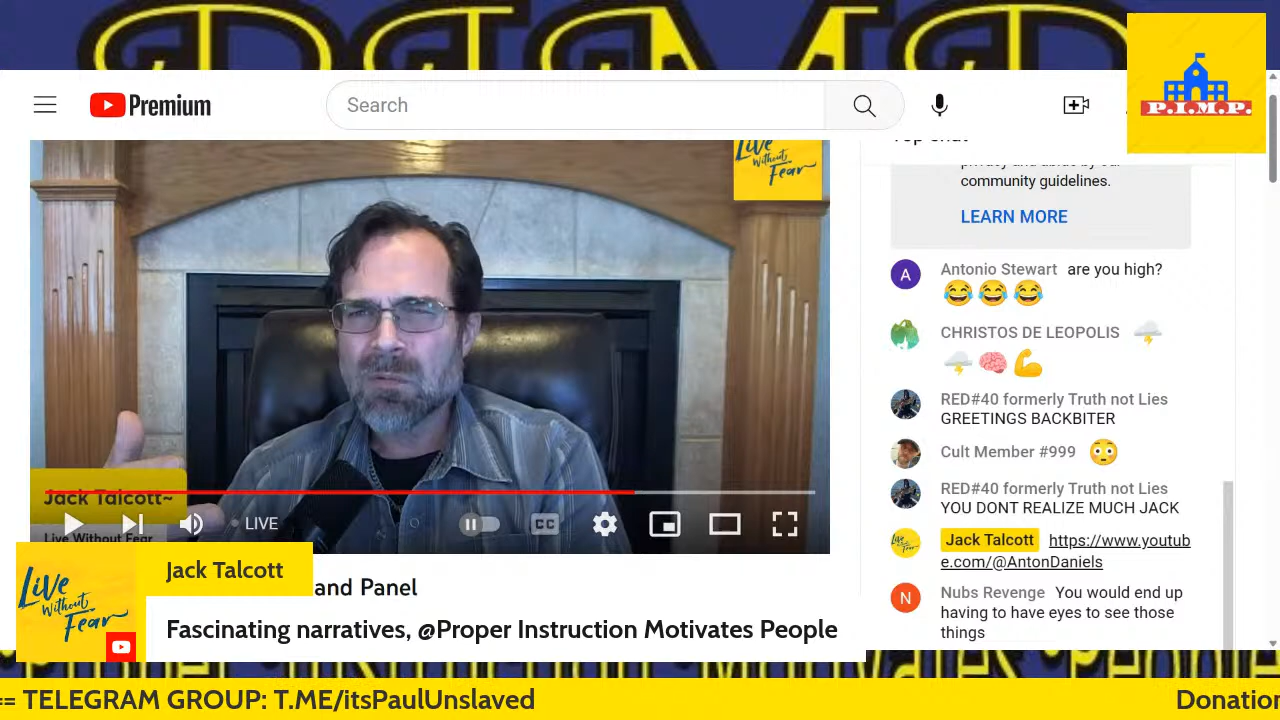 P.I.M.P.
Premium
Search
P.I.M.P.
Top chat
Live
Without
Fear
privacy and abide by our
community guidelines.
LEARN MORE
Antonio Stewart are you high?
😂😂😂
CHRISTOS DE LEOPOLIS 🌩
🌩🧠💪
RED#40 formerly Truth not Lies
GREETINGS BACKBITER
Cult Member #999 😳
RED#40 formerly Truth not Lies
YOU DONT REALIZE MUCH JACK
Jack Talcott https://www.youtub
e.com/@AntonDaniels
Nubs Revenge You would end up
having to have eyes to see those
things
Jack Talcott~
LIVE
CC
Live Without Fear
Live
Without
Fear
Jack Talcott
and Panel
Fascinating narratives, @Proper Instruction Motivates People
== TELEGRAM GROUP: T.ME/itsPaulUnslaved
Donation